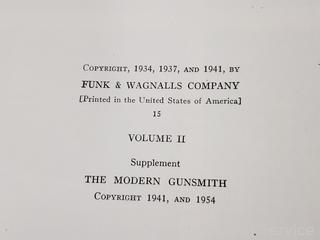 COPYRIGHT, 1934, 1937, AND 1941, BY
FUNK & WAGNALLS COMPANY
[Printed in the United States of America]
15
VOLUME II
Supplement
THE MODERN GUNSMITH
COPYRIGHT 1941, AND 1954
service